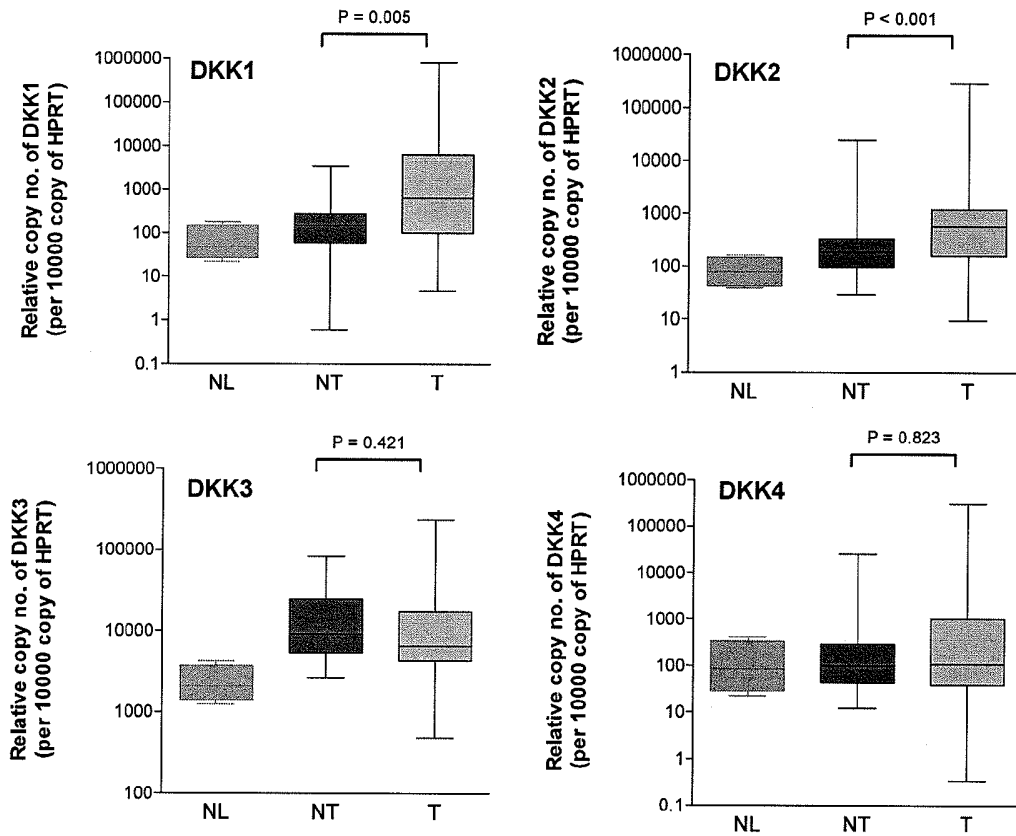 P = 0.005
DKK1
Relative copy no. of DKK1
(per 10000 copy of HPRT)
1000000
100000
10000
1000
100
10
1
0.1
NL NT T
P < 0.001
DKK2
Relative copy no. of DKK2
(per 10000 copy of HPRT)
1000000
100000
10000
1000
100
10
1
NL NT T
P = 0.421
DKK3
Relative copy no. of DKK3
(per 10000 copy of HPRT)
1000000
100000
10000
1000
100
NL NT T
P = 0.823
DKK4
Relative copy no. of DKK4
(per 10000 copy of HPRT)
1000000
100000
10000
1000
100
10
1
0.1
NL NT T